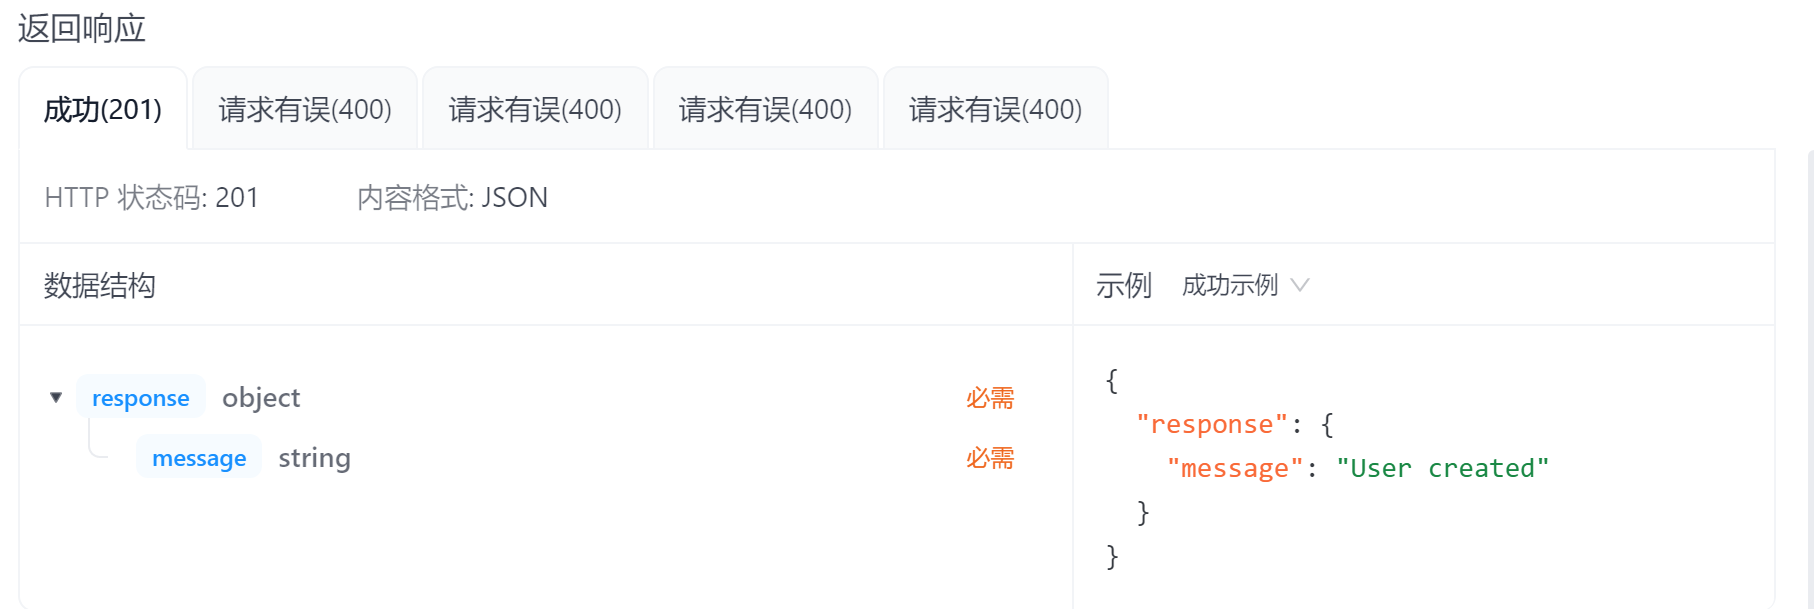 返回响应
成功(201) 请求有误(400) 请求有误(400) 请求有误(400) 请求有误(400)
HTTP 状态码: 201 内容格式: JSON
数据结构
示例 成功示例
response object 必需
message string 必需
{
"response": {
"message": "User created"
}
}